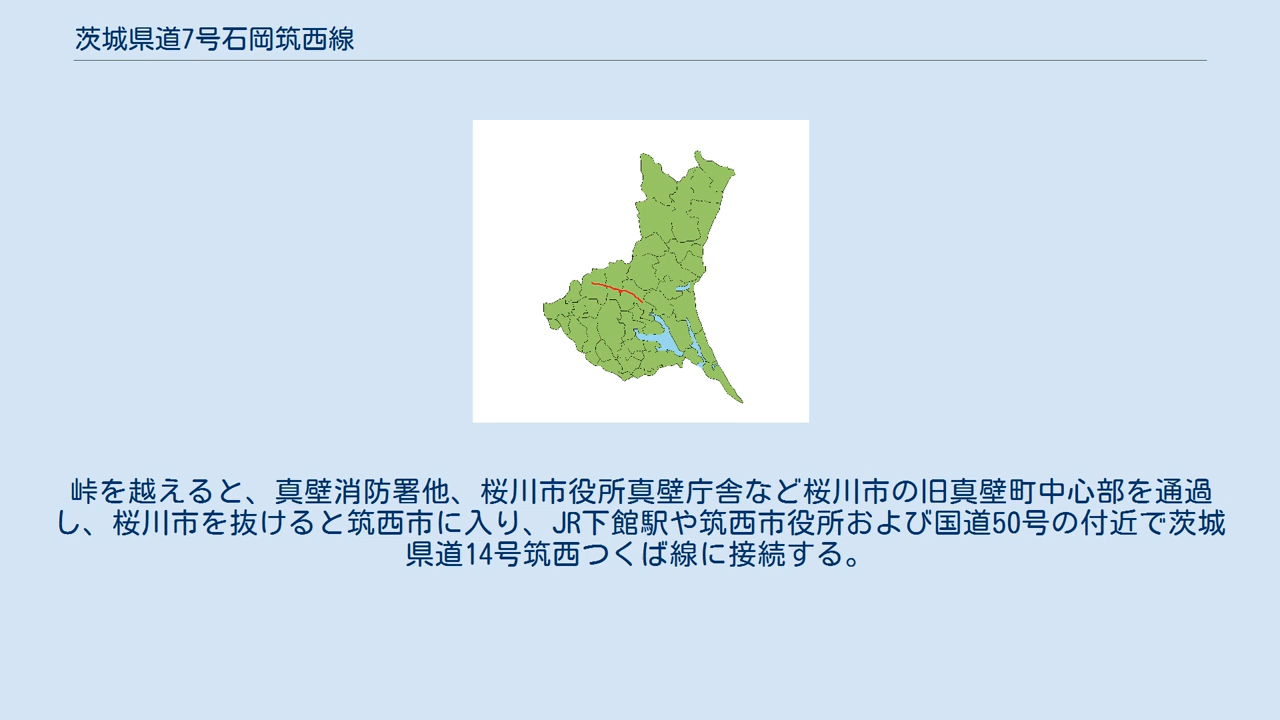 茨城県道7号石岡筑西線
峠を越えると、真壁消防署他、桜川市役所真壁庁舎など桜川市の旧真壁町中心部を通過
し、桜川市を抜けると筑西市に入り、JR下館駅や筑西市役所および国道50号の付近で茨城
県道14号筑西つくば線に接続する。